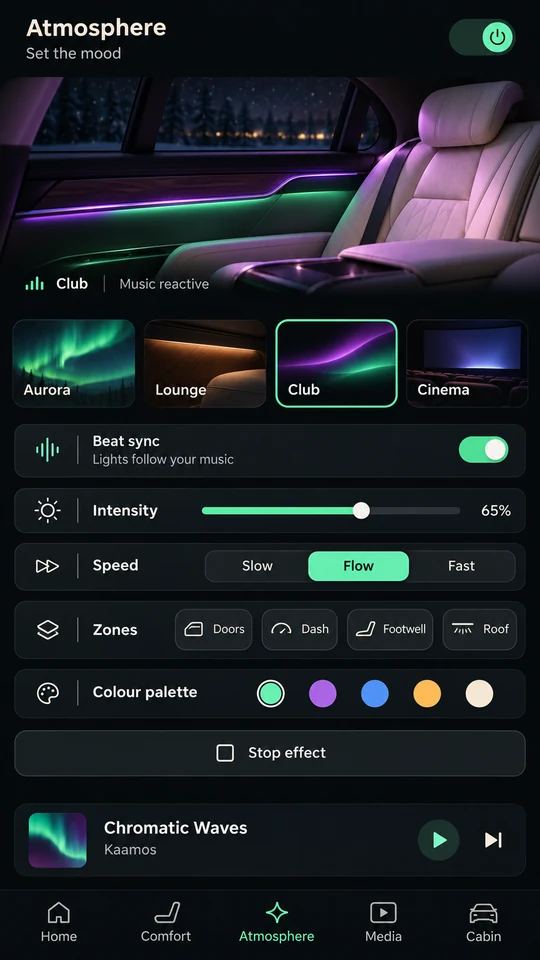 Atmosphere
Set the mood
Club | Music reactive
Aurora
Lounge
Club
Cinema
Beat sync
Lights follow your music
Intensity 65%
Speed Slow Flow Fast
Zones Doors Dash Footwell Roof
Colour palette
Stop effect
Chromatic Waves
Kaamos
Home Comfort Atmosphere Media Cabin